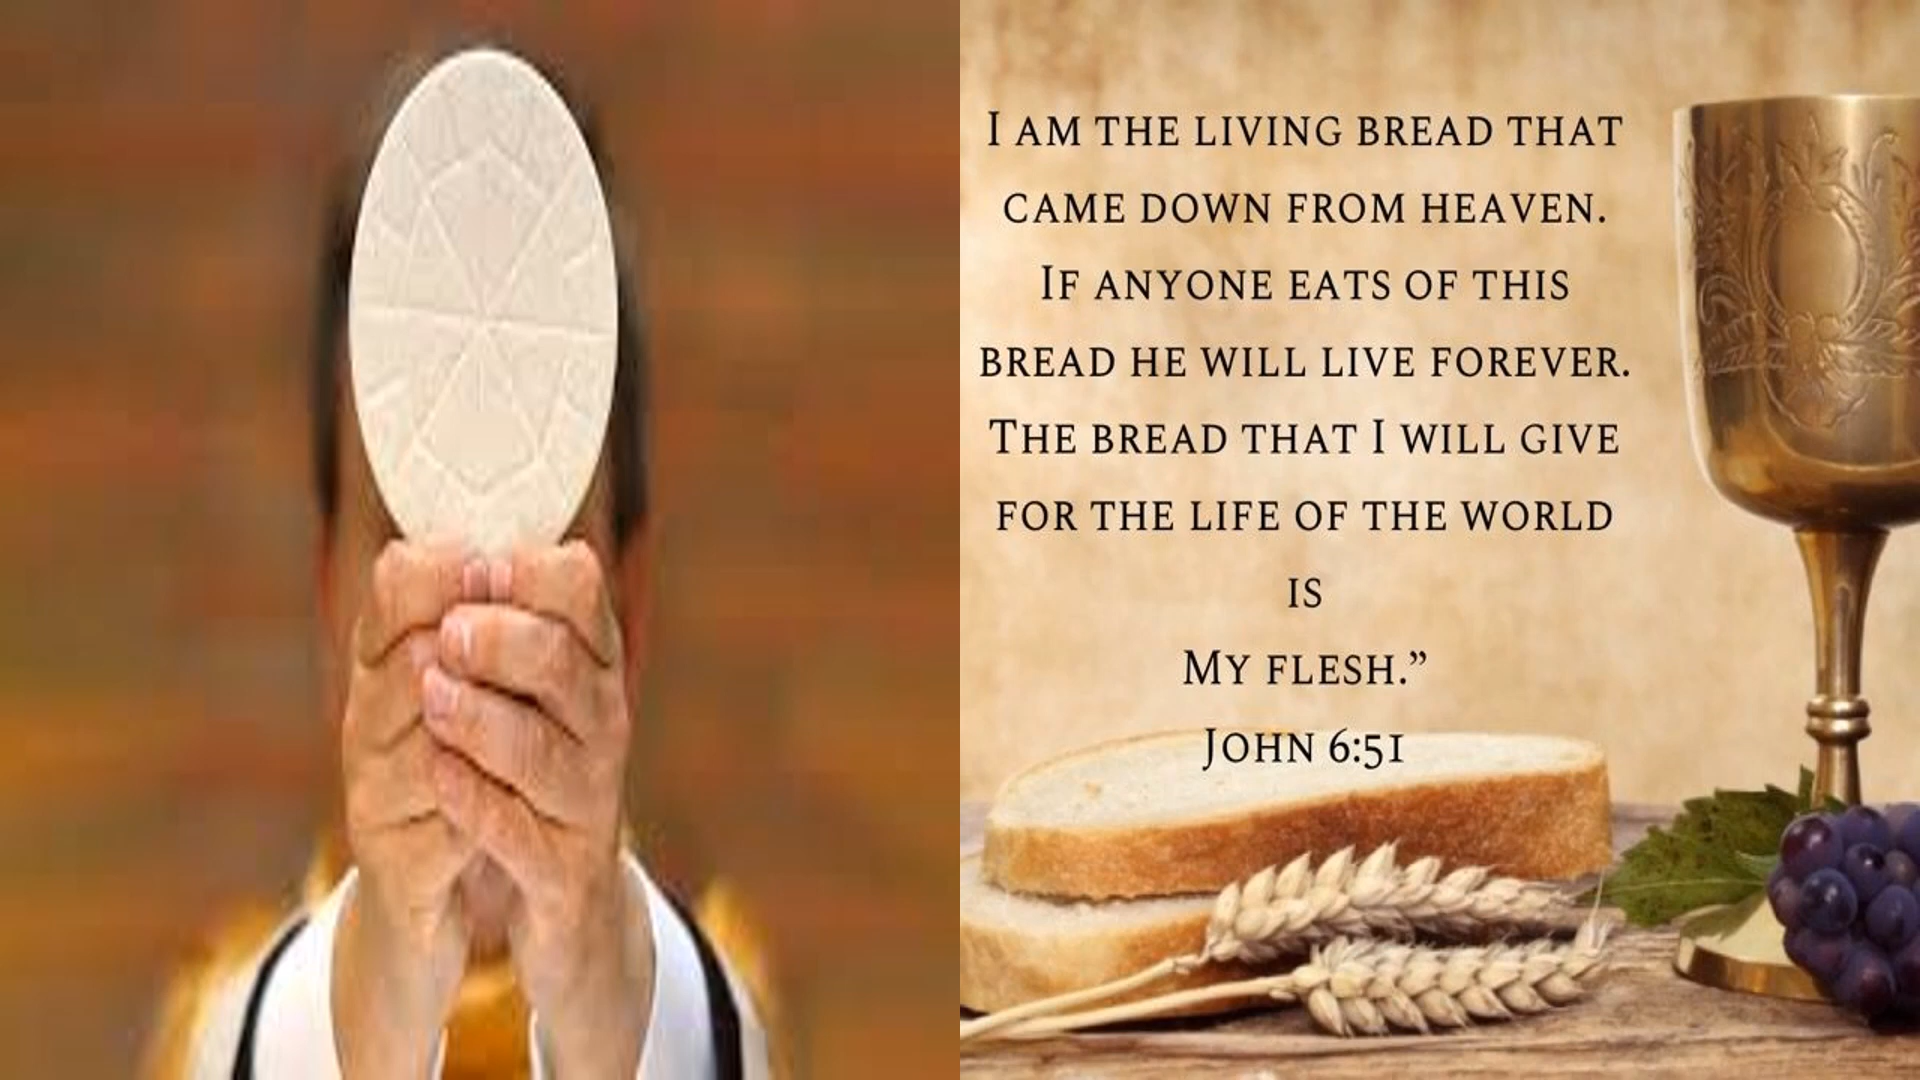 I AM THE LIVING BREAD THAT
CAME DOWN FROM HEAVEN.
IF ANYONE EATS OF THIS
BREAD HE WILL LIVE FOREVER.
THE BREAD THAT I WILL GIVE
FOR THE LIFE OF THE WORLD
IS
MY FLESH.”
JOHN 6:51